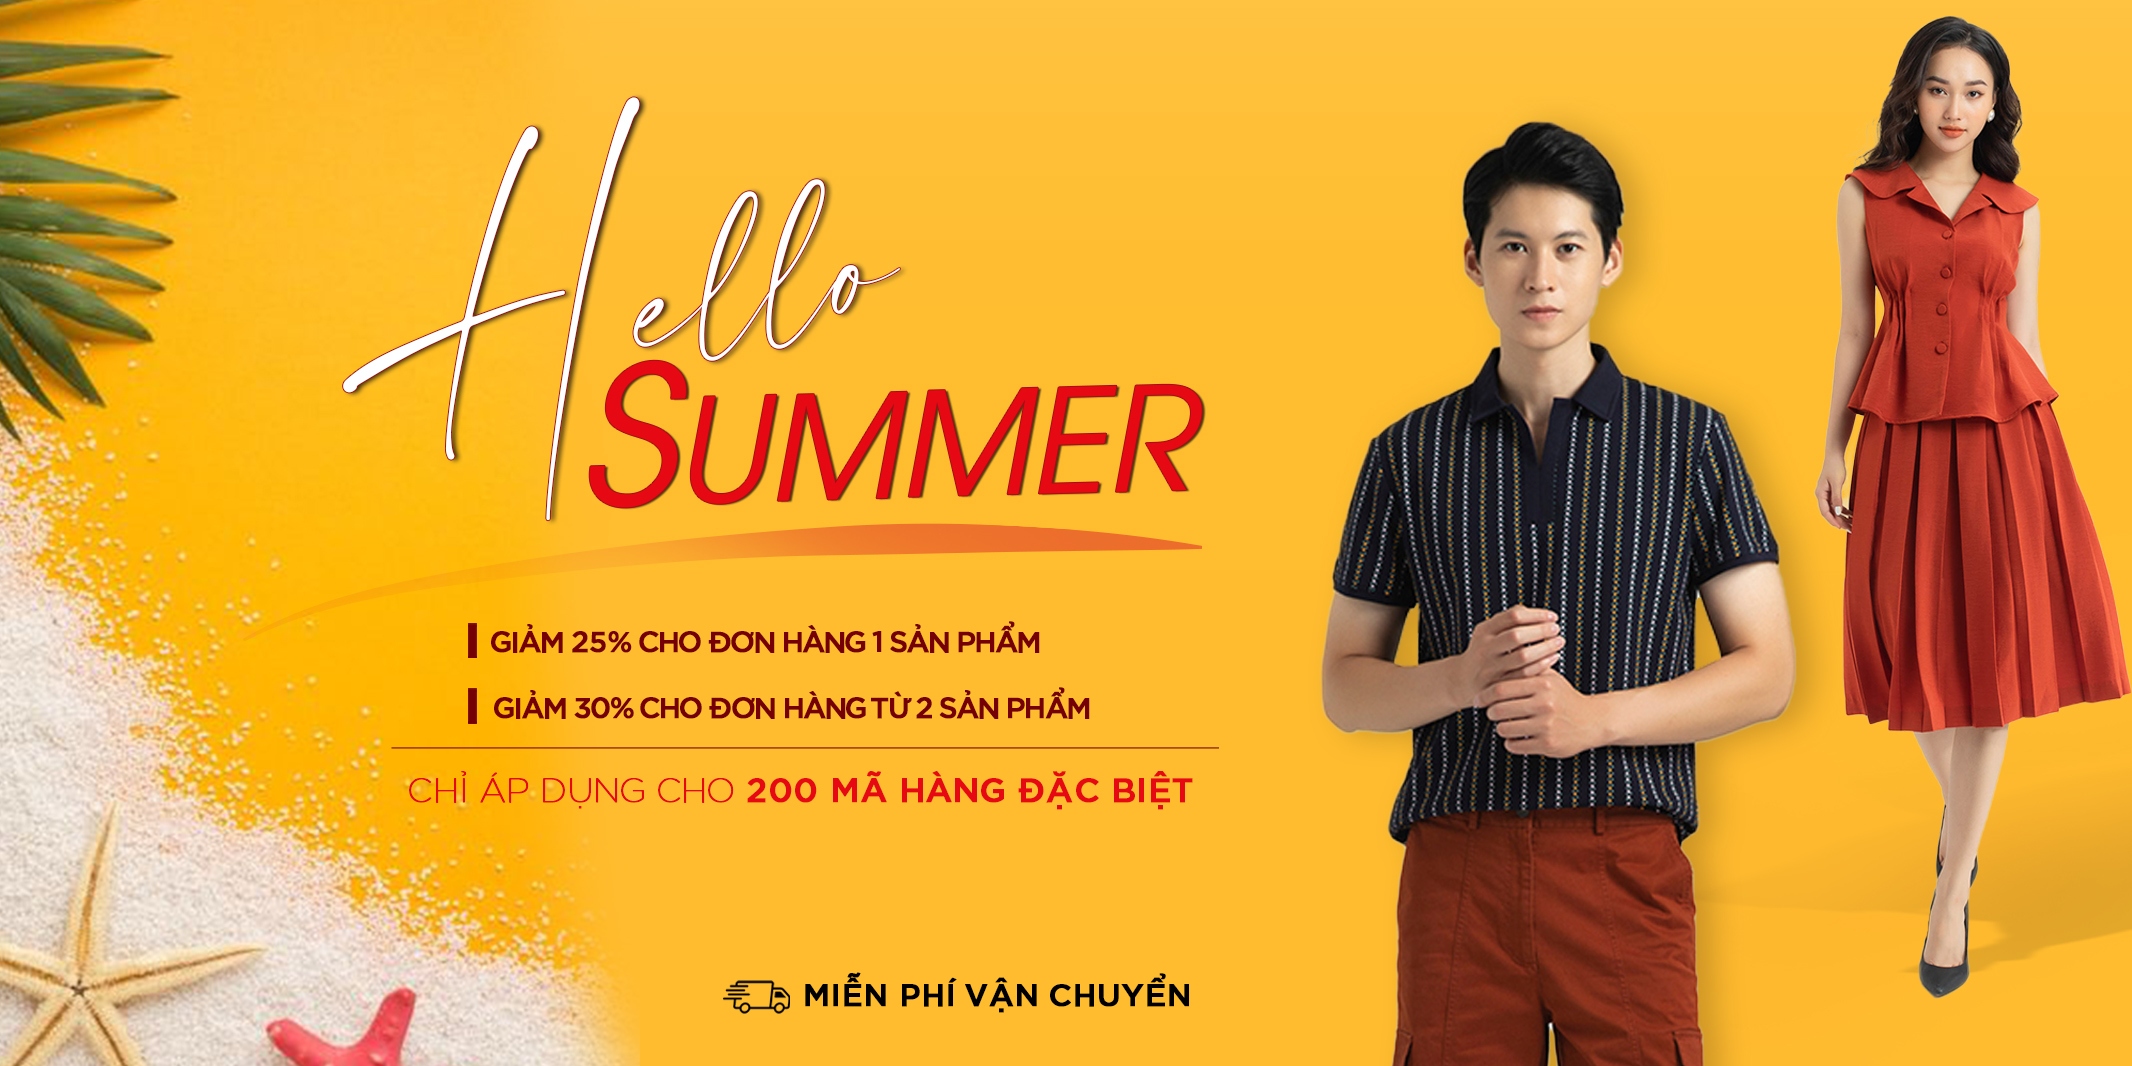 Hello
SUMMER
GIẢM 25% CHO ĐƠN HÀNG 1 SẢN PHẨM
GIẢM 30% CHO ĐƠN HÀNG TỪ 2 SẢN PHẨM
CHỈ ÁP DỤNG CHO 200 MÃ HÀNG ĐẶC BIỆT
MIỄN PHÍ VẬN CHUYỂN